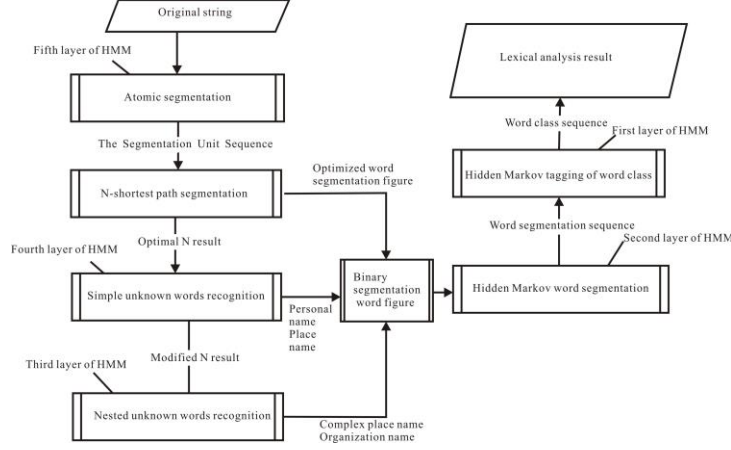 Original string
Fifth layer of HMM
Atomic segmentation
The Segmentation Unit Sequence
N-shortest path segmentation
Optimized word
segmentation figure
Optimal N result
Fourth layer of HMM
Simple unknown words recognition
Personal
name
Place
name
Modified N result
Third layer of HMM
Nested unknown words recognition
Complex place name
Organization name
Binary
segmentation
word figure
Second layer of HMM
Hidden Markov word segmentation
Word segmentation sequence
First layer of HMM
Hidden Markov tagging of word class
Word class sequence
Lexical analysis result